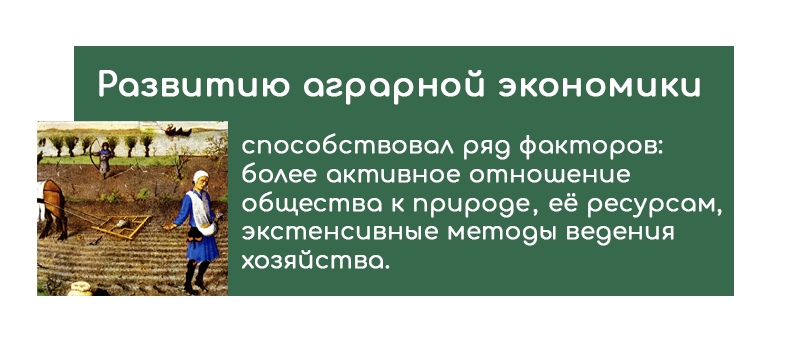 Развитию аграрной экономики
способствовал ряд факторов:
более активное отношение
общества к природе, её ресурсам,
экстенсивные методы ведения
хозяйства.